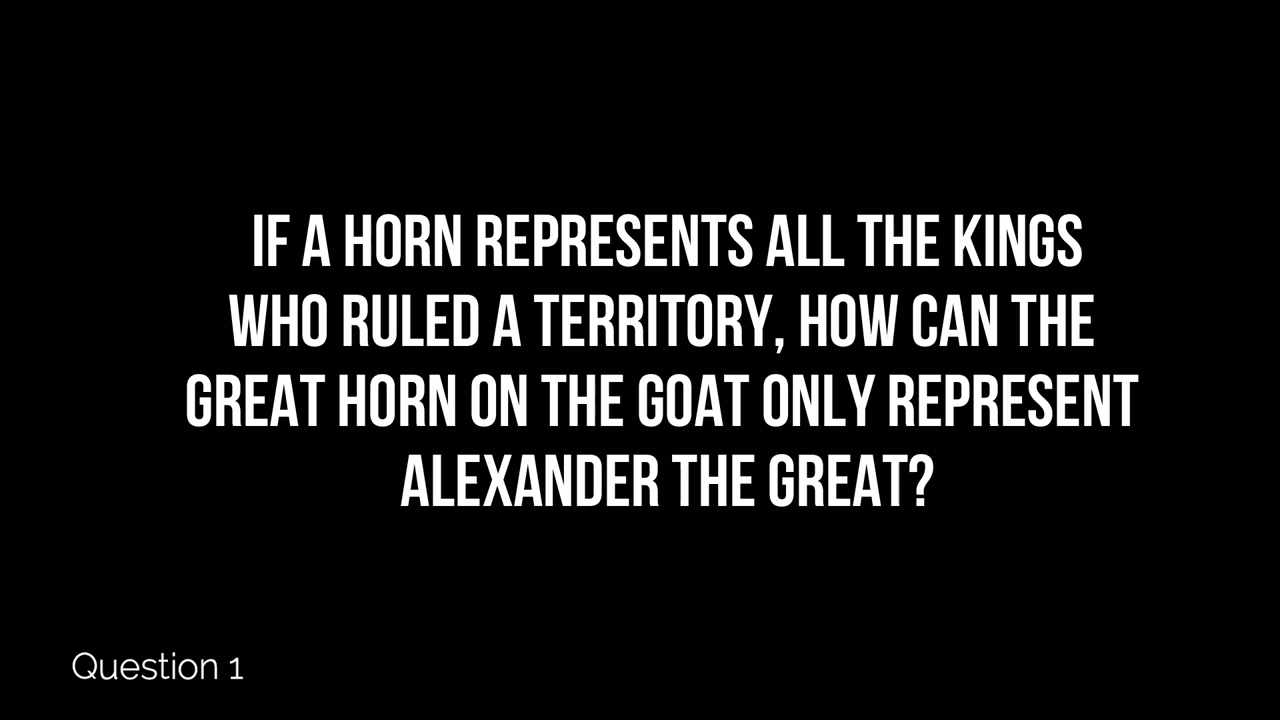 IF A HORN REPRESENTS ALL THE KINGS
WHO RULED A TERRITORY, HOW CAN THE
GREAT HORN ON THE GOAT ONLY REPRESENT
ALEXANDER THE GREAT?
Question 1